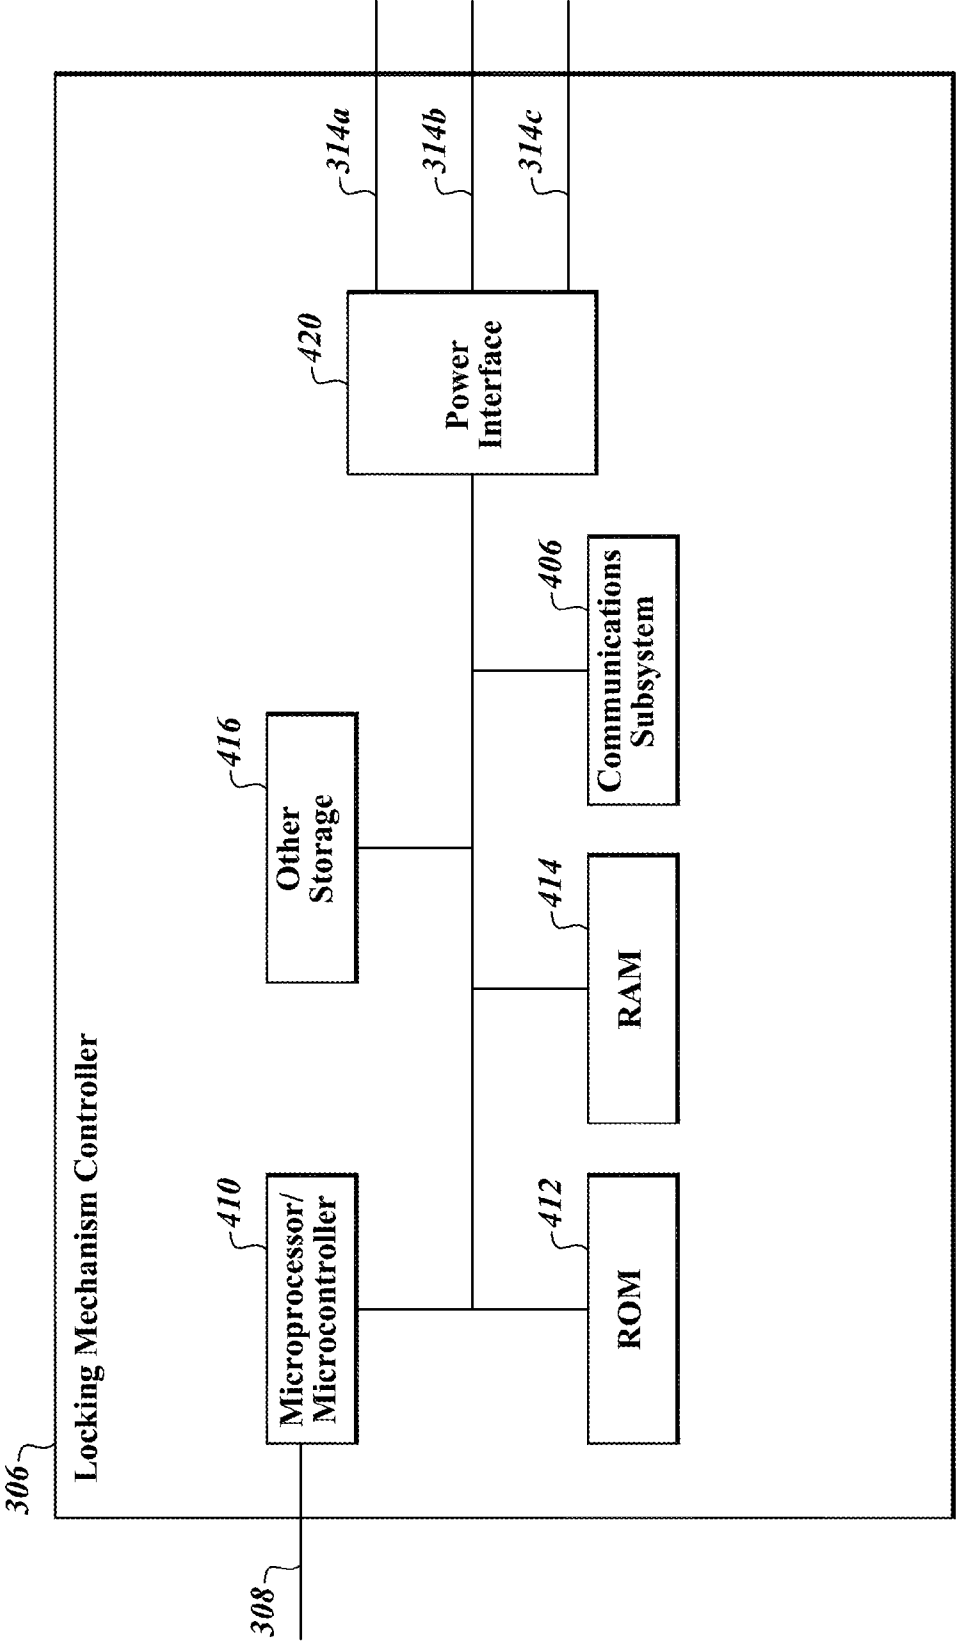 306
Locking Mechanism Controller
308
410
Microprocessor/
Microcontroller
416
Other
Storage
420
Power
Interface
314a
314b
314c
412
ROM
414
RAM
406
Communications
Subsystem